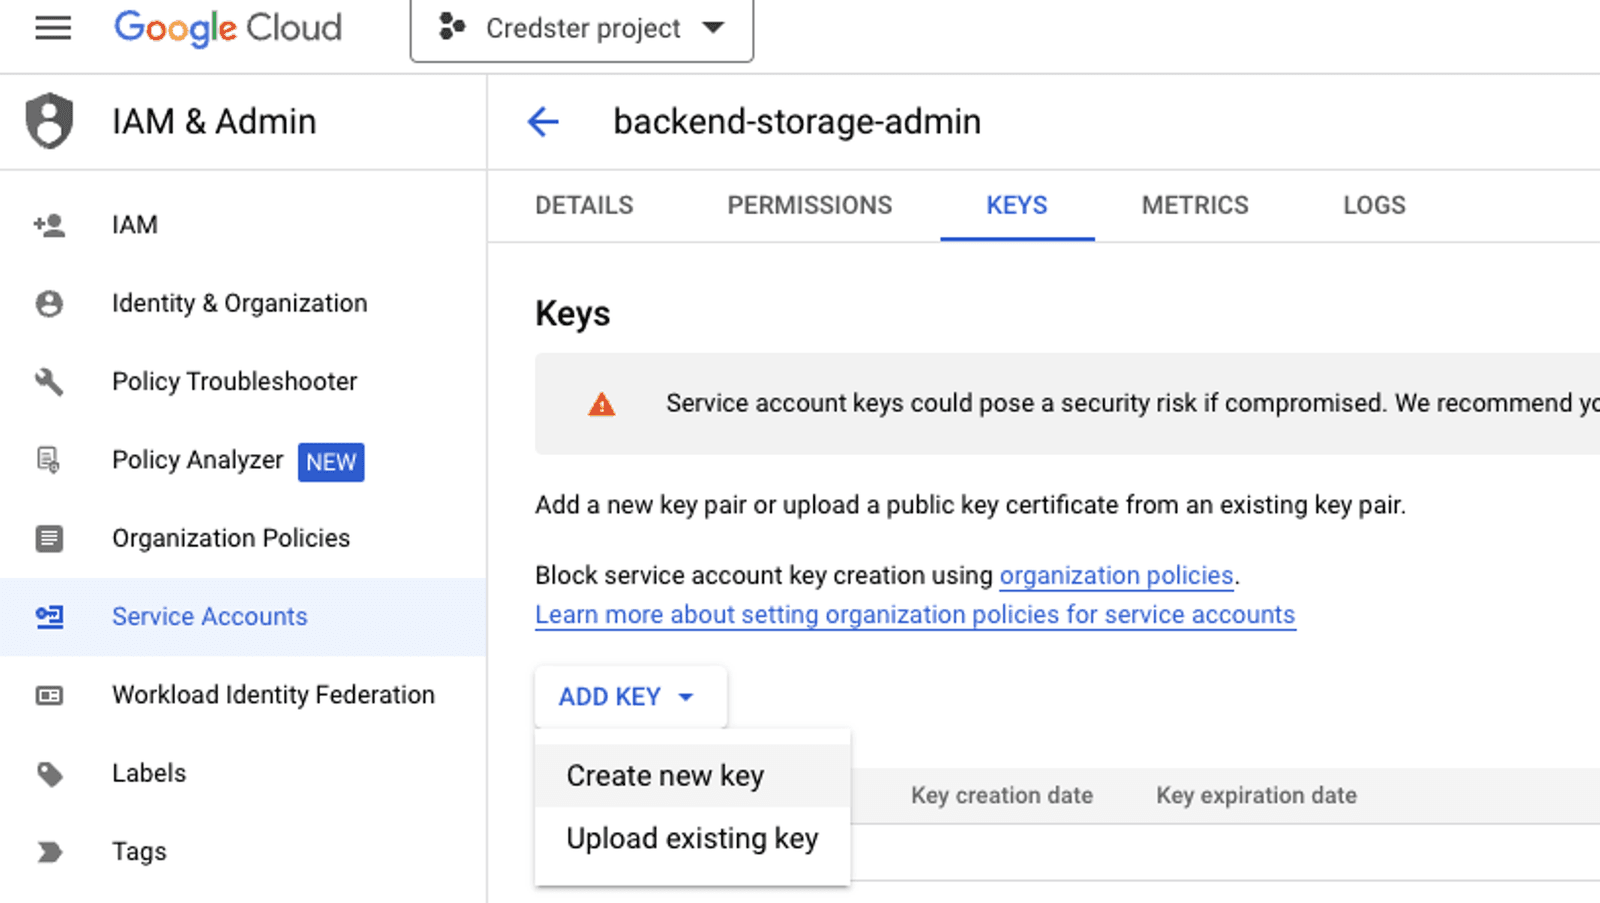 Google Cloud
Credster project
IAM & Admin
backend-storage-admin
IAM
Identity & Organization
Policy Troubleshooter
Policy Analyzer NEW
Organization Policies
Service Accounts
Workload Identity Federation
Labels
Tags
DETAILS PERMISSIONS KEYS METRICS LOGS
Keys
Service account keys could pose a security risk if compromised. We recommend yo
Add a new key pair or upload a public key certificate from an existing key pair.
Block service account key creation using organization policies.
Learn more about setting organization policies for service accounts
ADD KEY
Create new key
Upload existing key
Key creation date Key expiration date